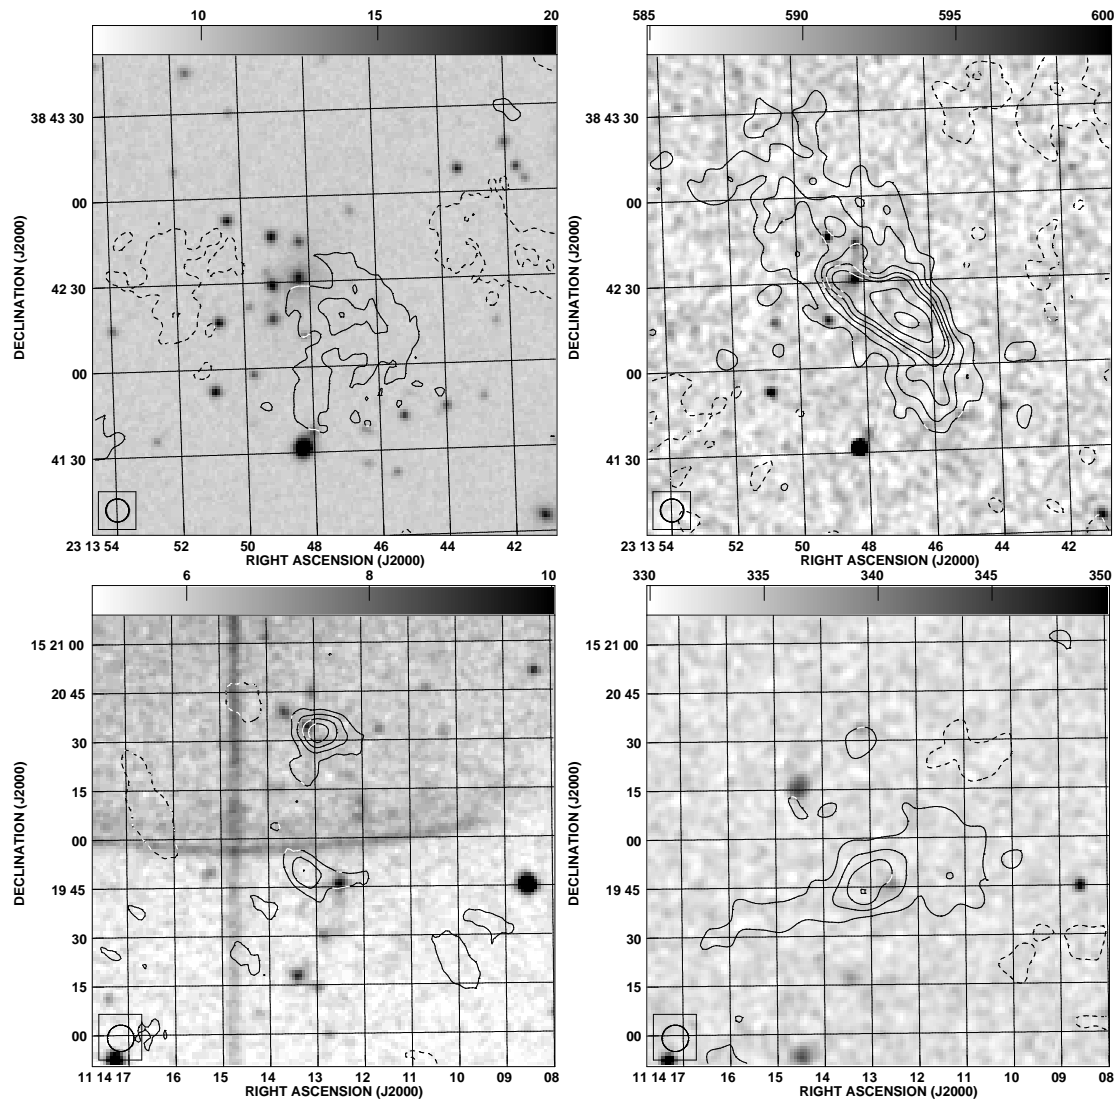 10 15 20
585 590 595 600
38 43 30
00
42 30
00
41 30
DECLINATION (J2000)
23 13 54 52 50 48 46 44 42
RIGHT ASCENSION (J2000)
38 43 30
00
42 30
00
41 30
DECLINATION (J2000)
23 13 54 52 50 48 46 44 42
RIGHT ASCENSION (J2000)
6 8 10
330 335 340 345 350
15 21 00
20 45
30
15
00
19 45
30
15
00
DECLINATION (J2000)
11 14 17 16 15 14 13 12 11 10 09 08
RIGHT ASCENSION (J2000)
15 21 00
20 45
30
15
00
19 45
30
15
00
DECLINATION (J2000)
11 14 17 16 15 14 13 12 11 10 09 08
RIGHT ASCENSION (J2000)